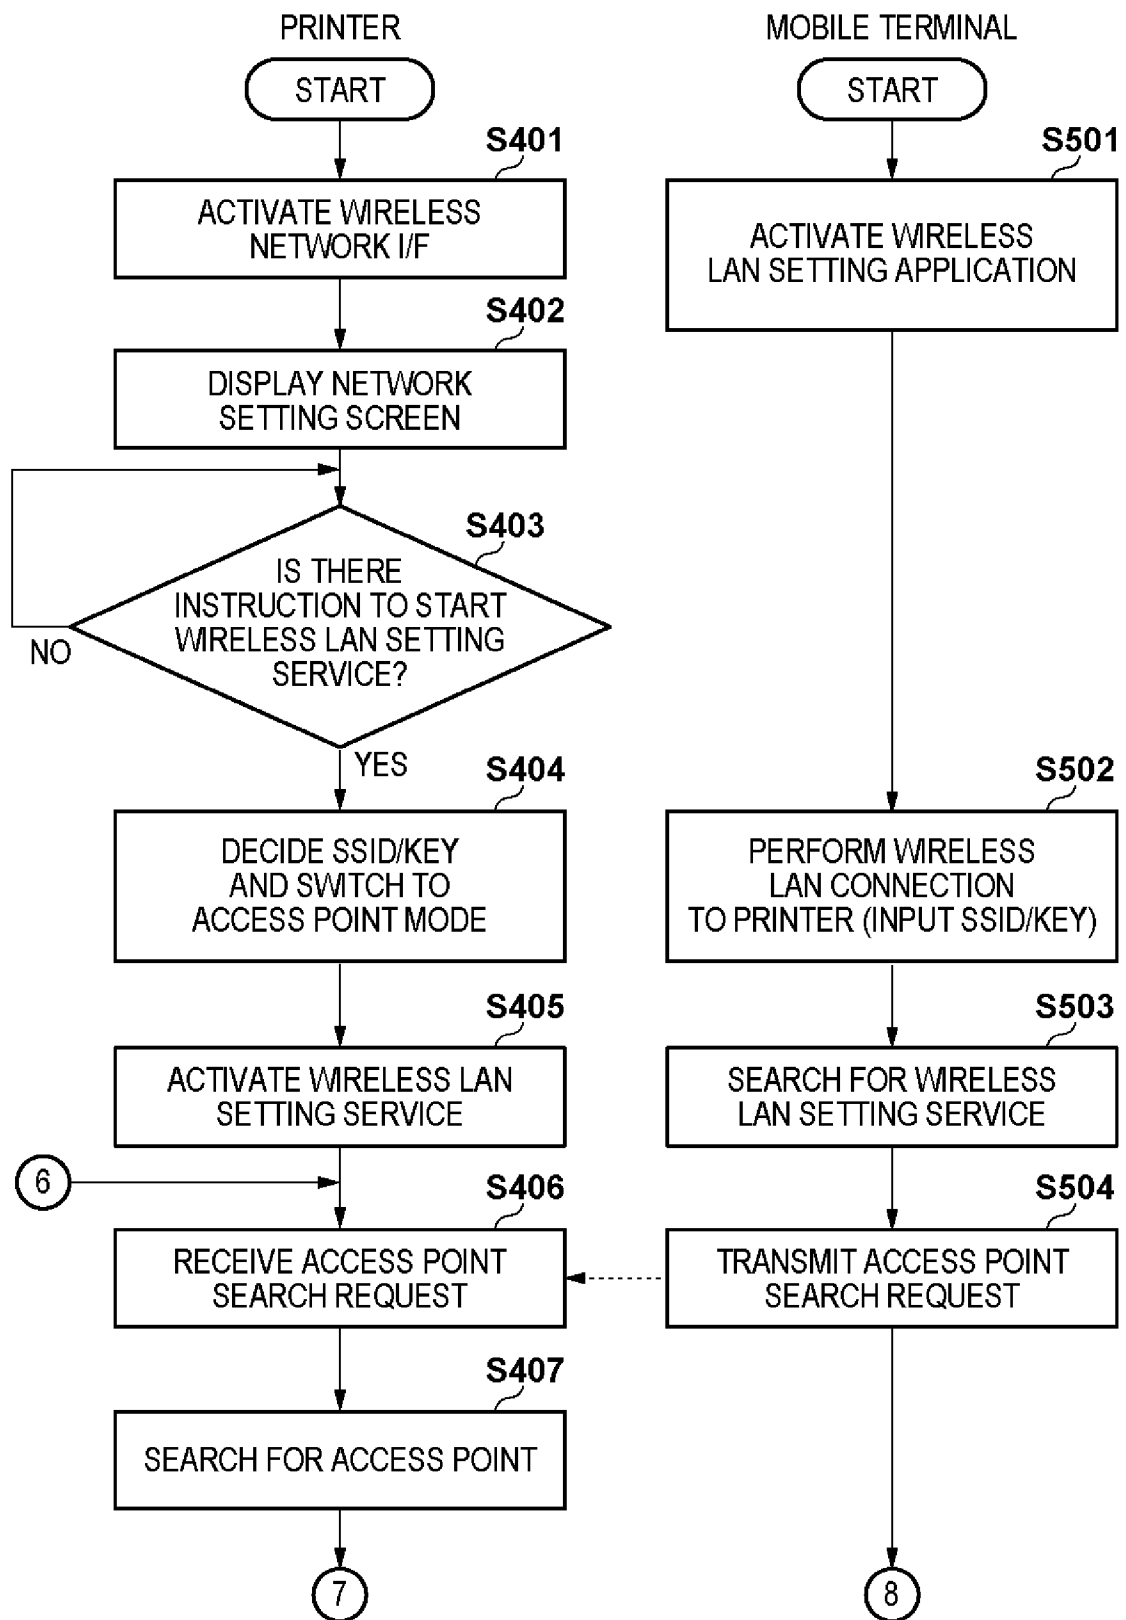 PRINTER
MOBILE TERMINAL
START
START
S401
ACTIVATE WIRELESS
NETWORK I/F
S501
ACTIVATE WIRELESS
LAN SETTING APPLICATION
S402
DISPLAY NETWORK
SETTING SCREEN
S403
IS THERE
INSTRUCTION TO START
WIRELESS LAN SETTING
SERVICE?
NO
YES
S404
DECIDE SSID/KEY
AND SWITCH TO
ACCESS POINT MODE
S502
PERFORM WIRELESS
LAN CONNECTION
TO PRINTER (INPUT SSID/KEY)
S405
ACTIVATE WIRELESS LAN
SETTING SERVICE
S503
SEARCH FOR WIRELESS
LAN SETTING SERVICE
6
S406
RECEIVE ACCESS POINT
SEARCH REQUEST
S504
TRANSMIT ACCESS POINT
SEARCH REQUEST
S407
SEARCH FOR ACCESS POINT
7
8